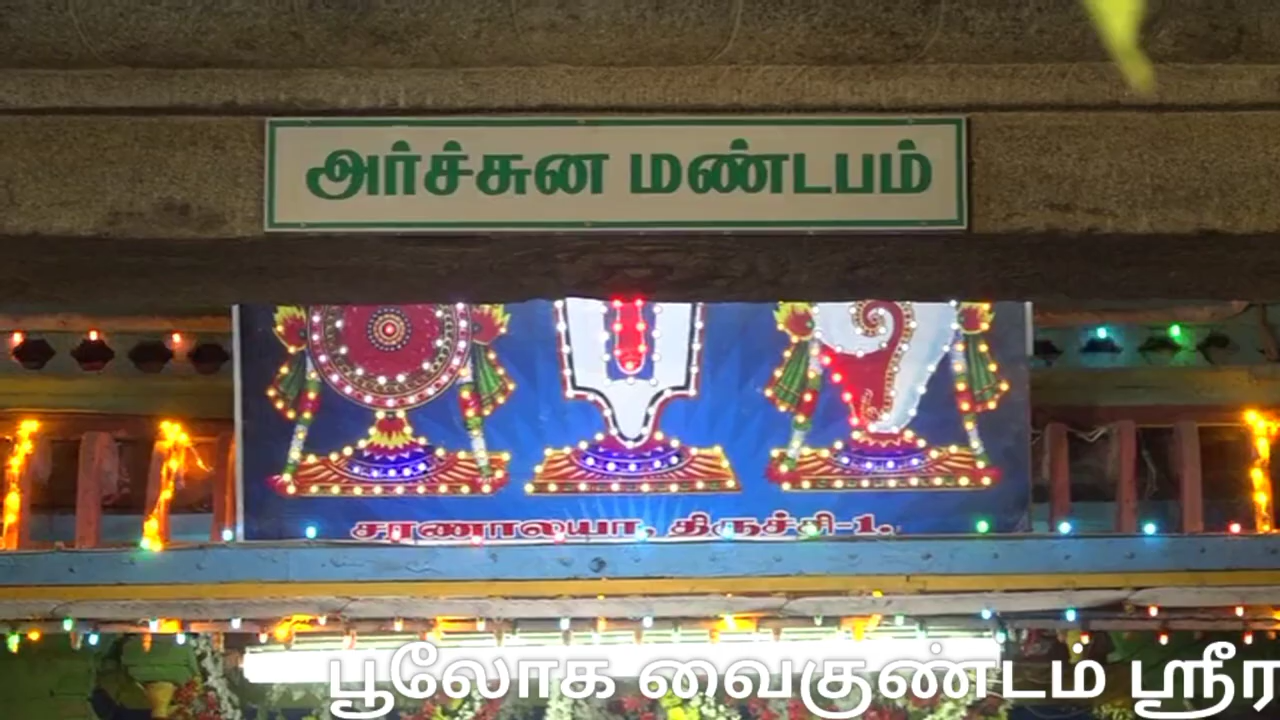 அர்ச்சுன மண்டபம்
சரணாலயா, திருச்சி-1.
பூலோக வைகுண்டம் ஸ்ரீர